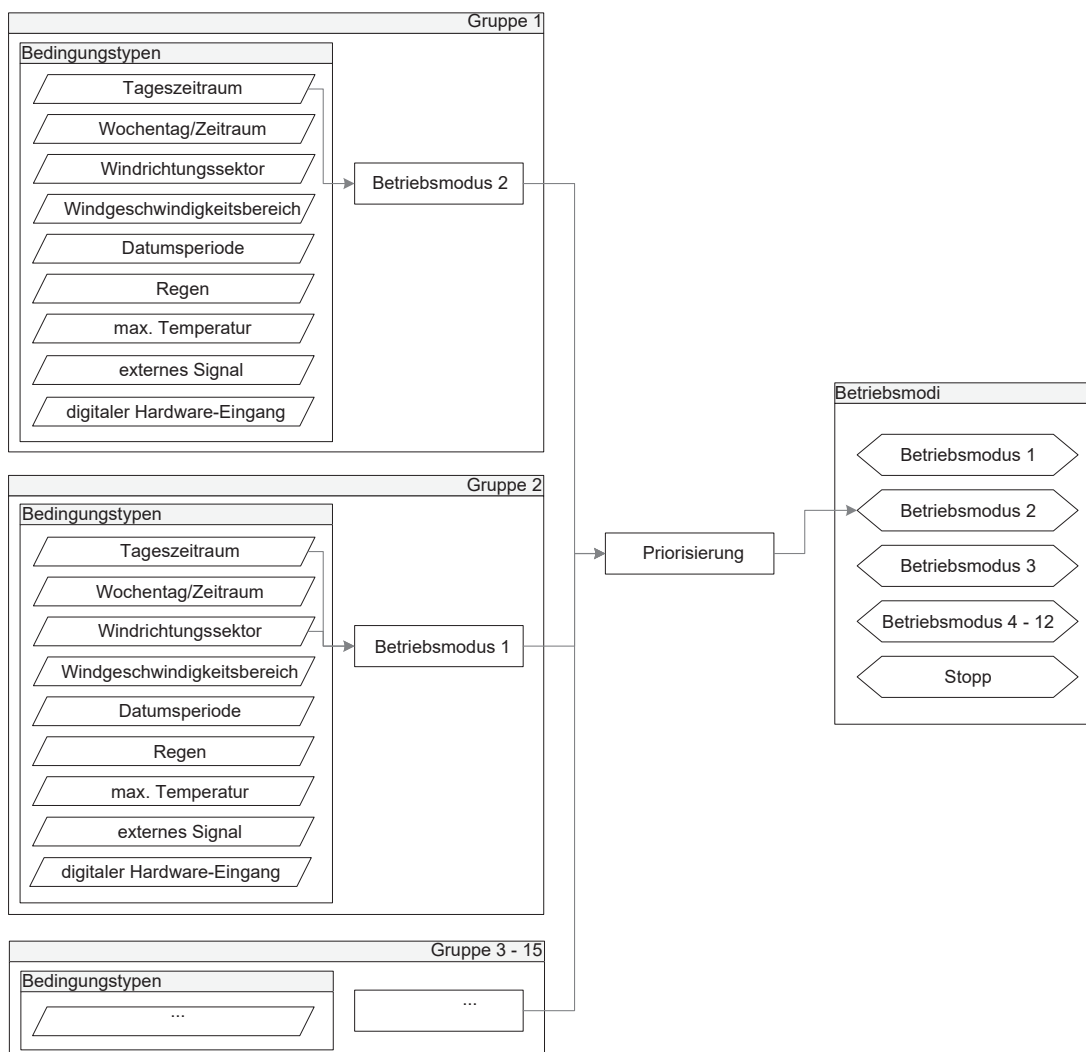 Gruppe 1
Bedingungstypen
Tageszeitraum
Wochentag/Zeitraum
Windrichtungssektor
Windgeschwindigkeitsbereich
Datumsperiode
Regen
max. Temperatur
externes Signal
digitaler Hardware-Eingang
Betriebsmodus 2
Gruppe 2
Bedingungstypen
Tageszeitraum
Wochentag/Zeitraum
Windrichtungssektor
Windgeschwindigkeitsbereich
Datumsperiode
Regen
max. Temperatur
externes Signal
digitaler Hardware-Eingang
Betriebsmodus 1
Gruppe 3 - 15
Bedingungstypen
...
...
Priorisierung
Betriebsmodi
Betriebsmodus 1
Betriebsmodus 2
Betriebsmodus 3
Betriebsmodus 4 - 12
Stopp